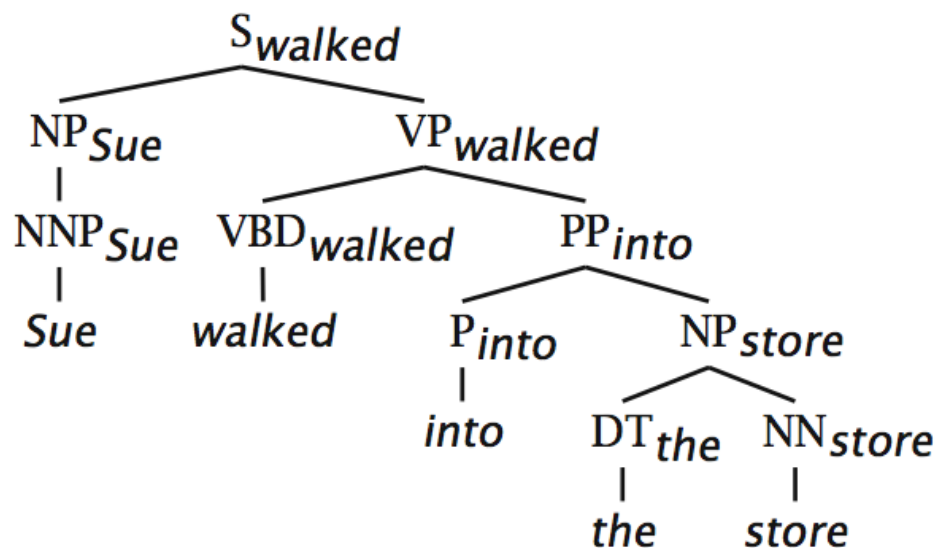 S walked
NP Sue VP walked
NNP Sue VBD walked PP into
Sue walked P into NP store
into DT the NN store
the store